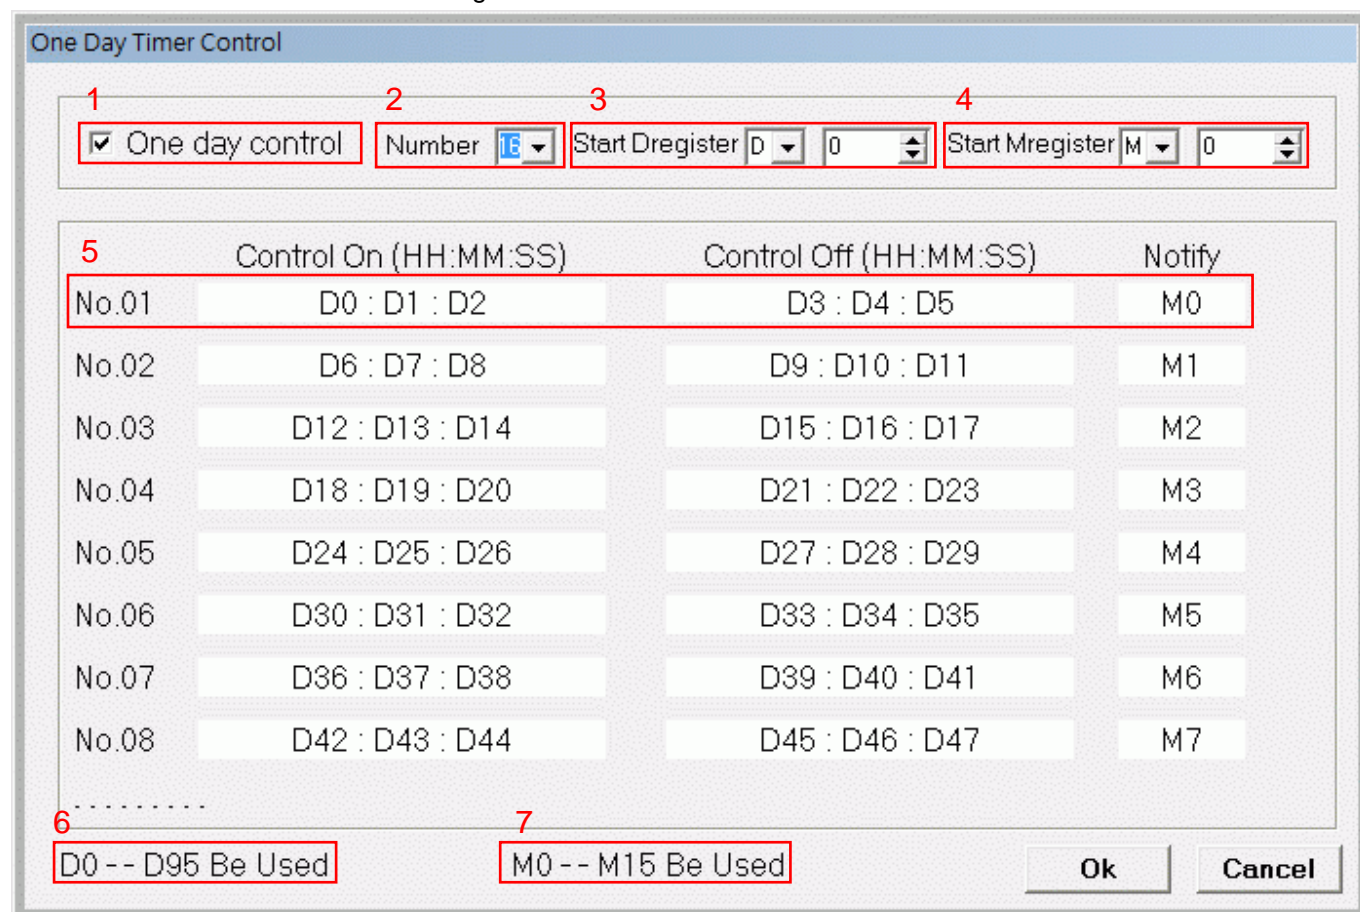 One Day Timer Control
1 2 3 4
One day control Number 16 Start Dregister D 0 Start Mregister M 0
5 Control On (HH:MM:SS) Control Off (HH:MM:SS) Notify
No.01 D0 : D1 : D2 D3 : D4 : D5 M0
No.02 D6 : D7 : D8 D9 : D10 : D11 M1
No.03 D12 : D13 : D14 D15 : D16 : D17 M2
No.04 D18 : D19 : D20 D21 : D22 : D23 M3
No.05 D24 : D25 : D26 D27 : D28 : D29 M4
No.06 D30 : D31 : D32 D33 : D34 : D35 M5
No.07 D36 : D37 : D38 D39 : D40 : D41 M6
No.08 D42 : D43 : D44 D45 : D46 : D47 M7
. . . . . . . . .
6 7
D0 -- D95 Be Used M0 -- M15 Be Used Ok Cancel